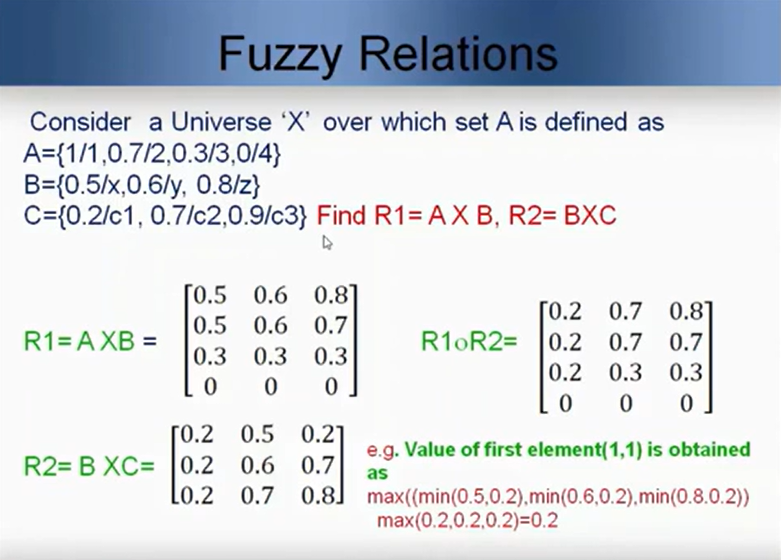 Fuzzy Relations
Consider a Universe ‘X’ over which set A is defined as
A={1/1,0.7/2,0.3/3,0/4}
B={0.5/x,0.6/y, 0.8/z}
C={0.2/c1, 0.7/c2,0.9/c3} Find R1= A X B, R2= BXC
R1= A XB =
0.5 0.6 0.8
0.5 0.6 0.7
0.3 0.3 0.3
0 0 0
R1oR2=
0.2 0.7 0.8
0.2 0.7 0.7
0.2 0.3 0.3
0 0 0
R2= B XC=
0.2 0.5 0.2
0.2 0.6 0.7
0.2 0.7 0.8
e.g. Value of first element(1,1) is obtained
as
max((min(0.5,0.2),min(0.6,0.2),min(0.8.0.2))
max(0.2,0.2,0.2)=0.2